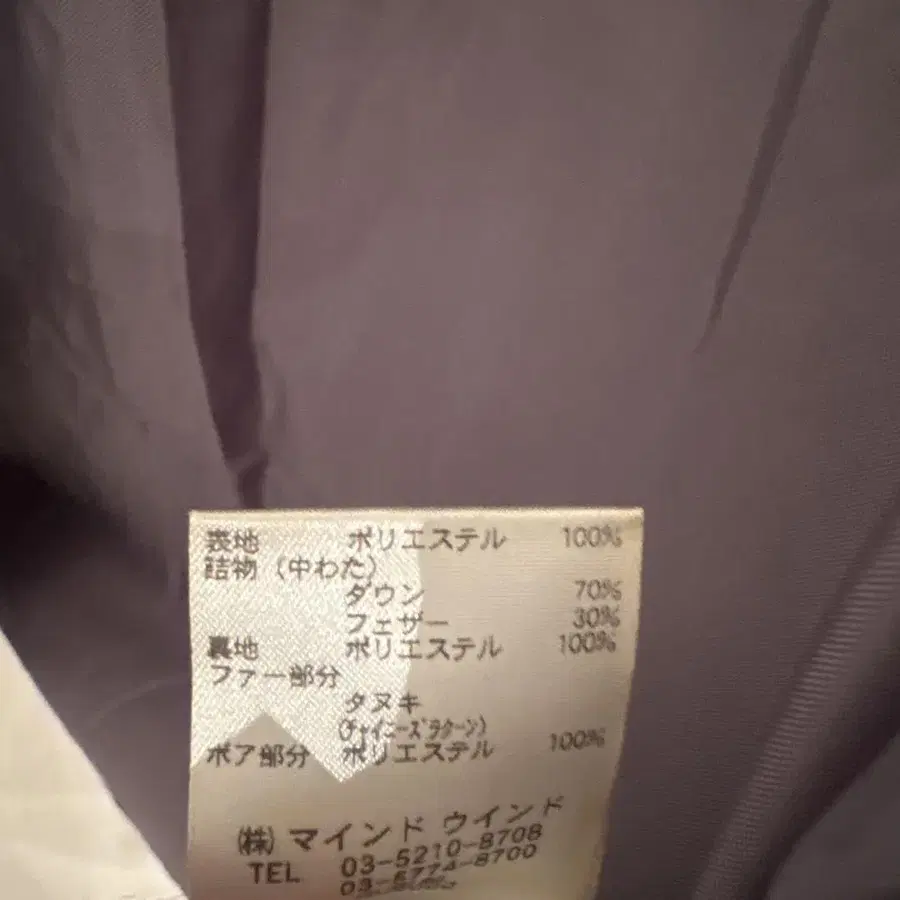 表地 ポリエステル 100%
詰物（中わた）
ダウン 70%
フェザー 30%
裏地 ポリエステル 100%
ファー部分
タヌキ
(チャイニーズラクーン)
ボア部分 ポリエステル 100%
㈱ マインド ウインド
TEL 03-5210-8708
03-5774-8700